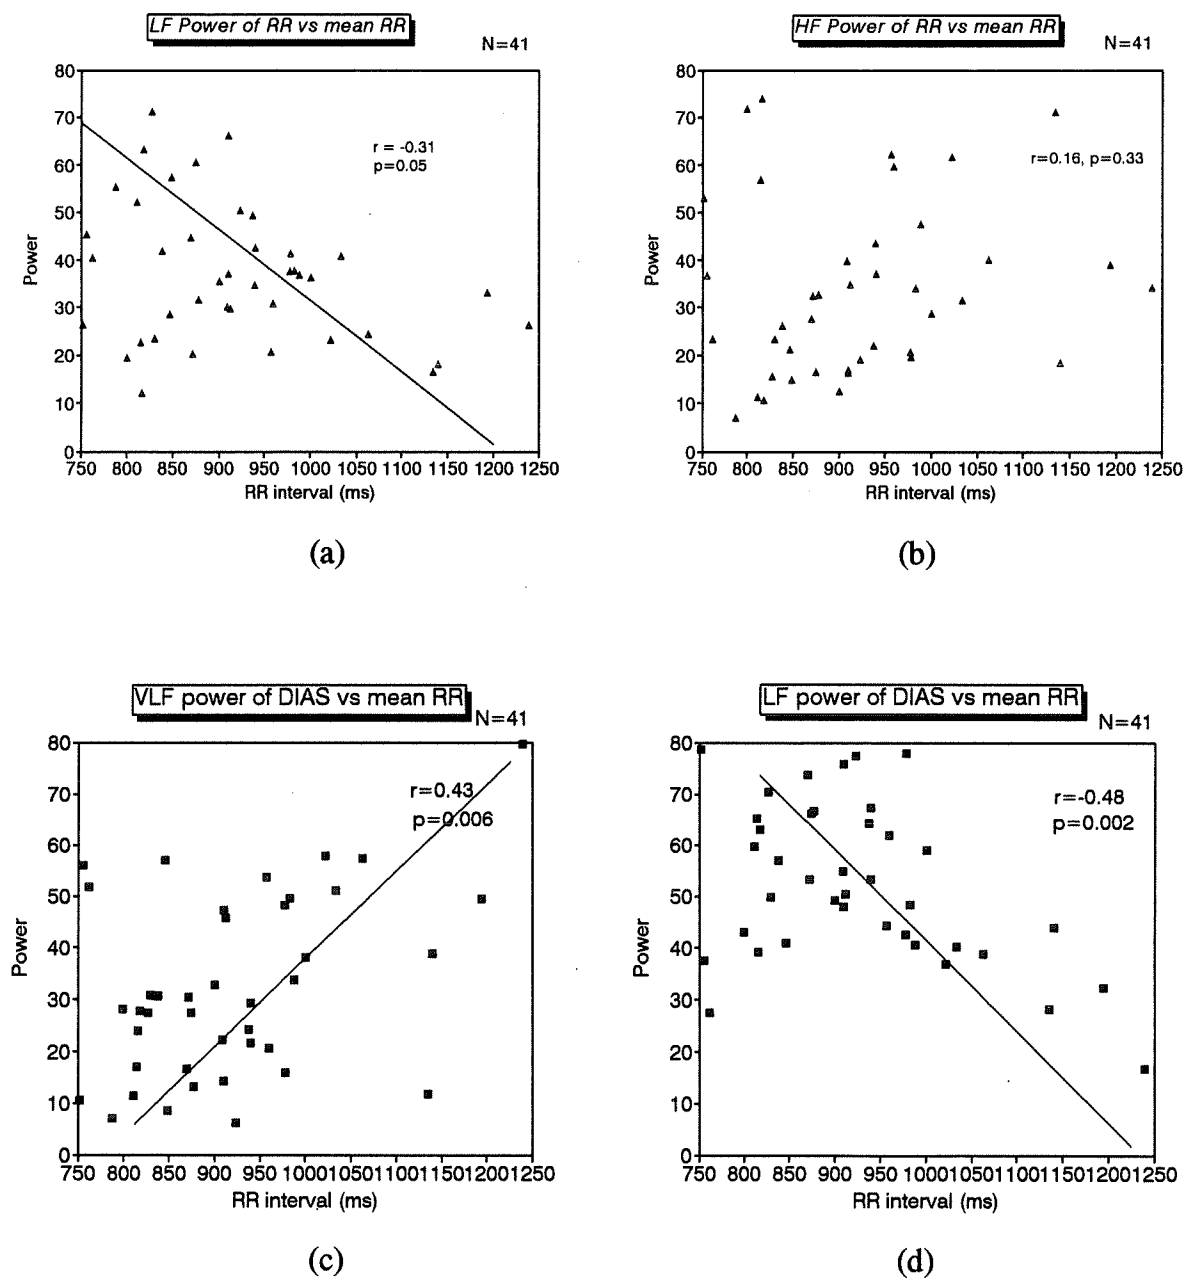 LF Power of RR vs mean RR
N=41
80
70
60
50
40
30
20
10
0
Power
r = -0.31
p=0.05
750 800 850 900 950 1000 1050 1100 1150 1200 1250
RR interval (ms)
(a)
HF Power of RR vs mean RR
N=41
80
70
60
50
40
30
20
10
0
Power
r=0.16, p=0.33
750 800 850 900 950 1000 1050 1100 1150 1200 1250
RR interval (ms)
(b)
VLF power of DIAS vs mean RR
N=41
80
70
60
50
40
30
20
10
0
Power
r=0.43
p=0.006
750 800 850 900 950 1000 1050 1100 1150 1200 1250
RR interval (ms)
(c)
LF power of DIAS vs mean RR
N=41
80
70
60
50
40
30
20
10
0
Power
r=-0.48
p=0.002
750 800 850 900 950 1000 1050 1100 1150 1200 1250
RR interval (ms)
(d)